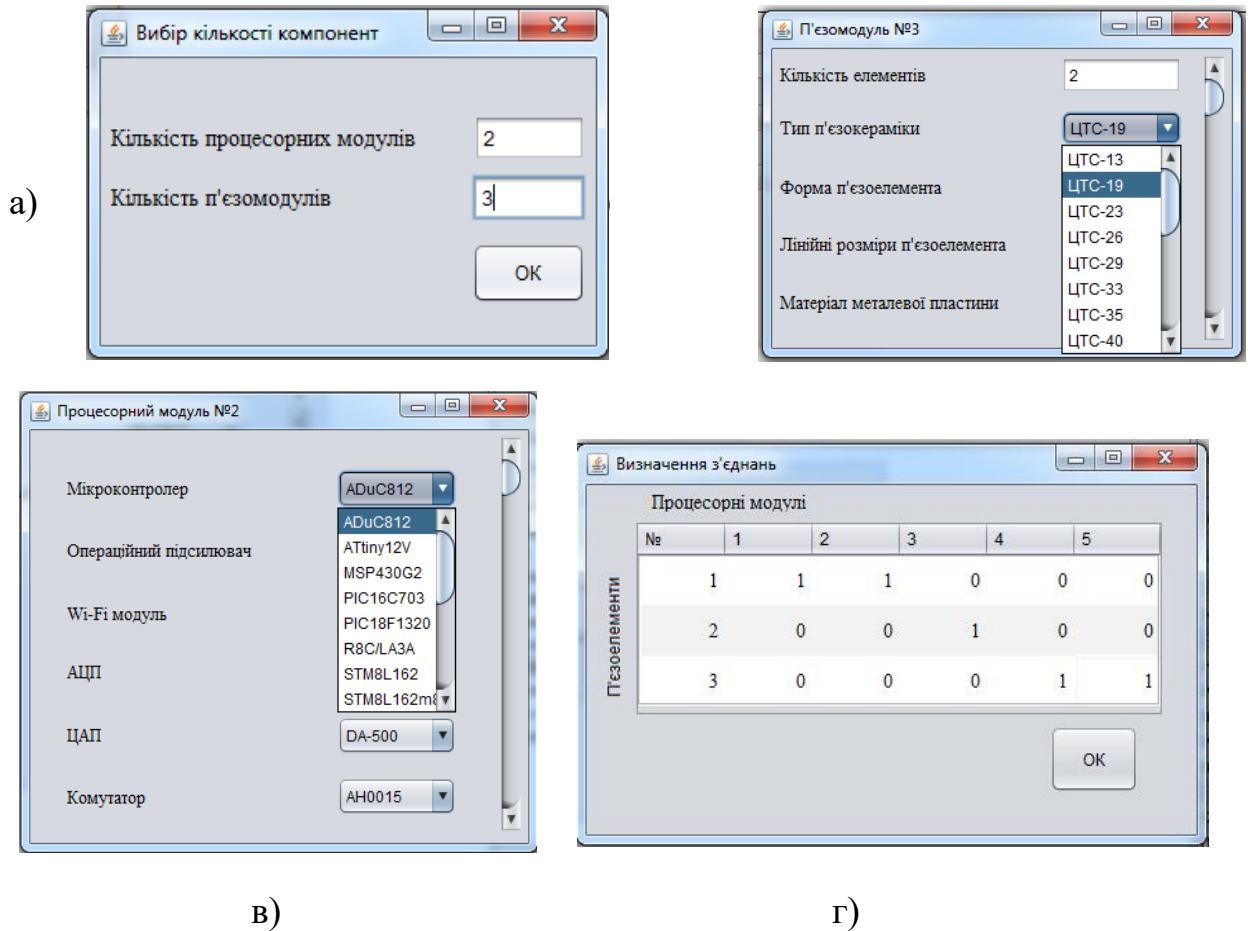 Вибір кількості компонент
Кількість процесорних модулів 2
Кількість п'єзомодулів 3
ОК
а)
П'єзомодуль №3
Кількість елементів 2
Тип п'єзокераміки ЦТС-19
ЦТС-13
ЦТС-19
Форма п'єзоелемента
ЦТС-23
ЦТС-26
Лінійні розміри п'єзоелемента
ЦТС-29
ЦТС-33
Матеріал металевої пластини
ЦТС-35
ЦТС-40
Процесорний модуль №2
Мікроконтролер ADuC812
ADuC812
Операційний підсилювач
ATtiny12V
MSP430G2
PIC16C703
Wi-Fi модуль
PIC18F1320
R8C/LA3A
АЦП
STM8L162
STM8L162m8
ЦАП DA-500
Комутатор AH0015
Визначення з'єднань
Процесорні модулі
№ 1 2 3 4 5
П'єзоелементи
1 1 1 0 0 0
2 0 0 1 0 0
3 0 0 0 1 1
ОК
в)
г)